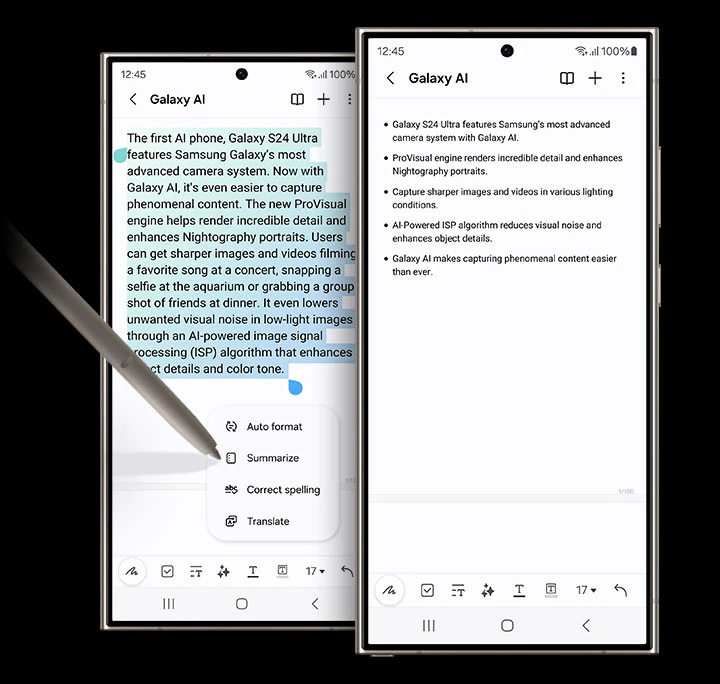 12:45
100%
Galaxy AI
The first AI phone, Galaxy S24 Ultra
features Samsung Galaxy's most
advanced camera system. Now with
Galaxy AI, it's even easier to capture
phenomenal content. The new ProVisual
engine helps render incredible detail and
enhances Nightography portraits. Users
can get sharper images and videos filming
a favorite song at a concert, snapping a
selfie at the aquarium or grabbing a group
shot of friends at dinner. It even lowers
unwanted visual noise in low-light images
through an AI-powered image signal
processing (ISP) algorithm that enhances
details and color tone.
Auto format
Summarize
abc Correct spelling
Translate
T 17
12:45
100%
Galaxy AI
• Galaxy S24 Ultra features Samsung's most advanced
camera system with Galaxy AI.
• ProVisual engine renders incredible detail and enhances
Nightography portraits.
• Capture sharper images and videos in various lighting
conditions.
• AI-Powered ISP algorithm reduces visual noise and
enhances object details.
• Galaxy AI makes capturing phenomenal content easier
than ever.
1/100
T 17